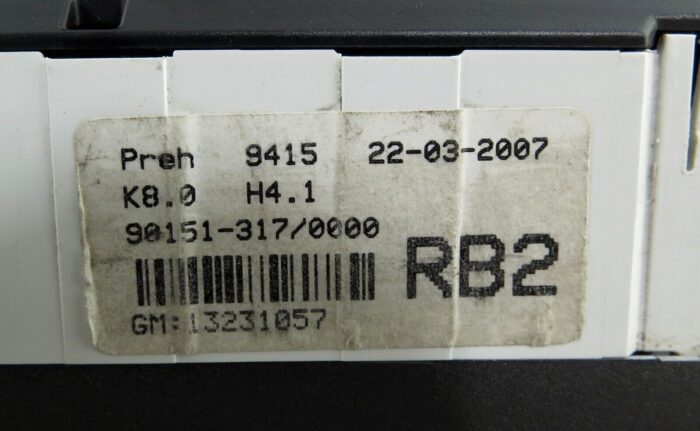 Preh 9415 22-03-2007
K8.0 H4.1
90151-317/0000
RB2
GM:13231057